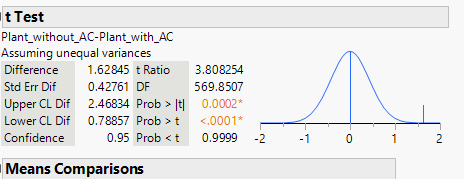 t Test
Plant_without_AC-Plant_with_AC
Assuming unequal variances
Difference 1.62845 t Ratio 3.808254
Std Err Dif 0.42761 DF 569.8507
Upper CL Dif 2.46834 Prob > |t| 0.0002*
Lower CL Dif 0.78857 Prob > t <.0001*
Confidence 0.95 Prob < t 0.9999
-2 -1 0 1 2
Means Comparisons